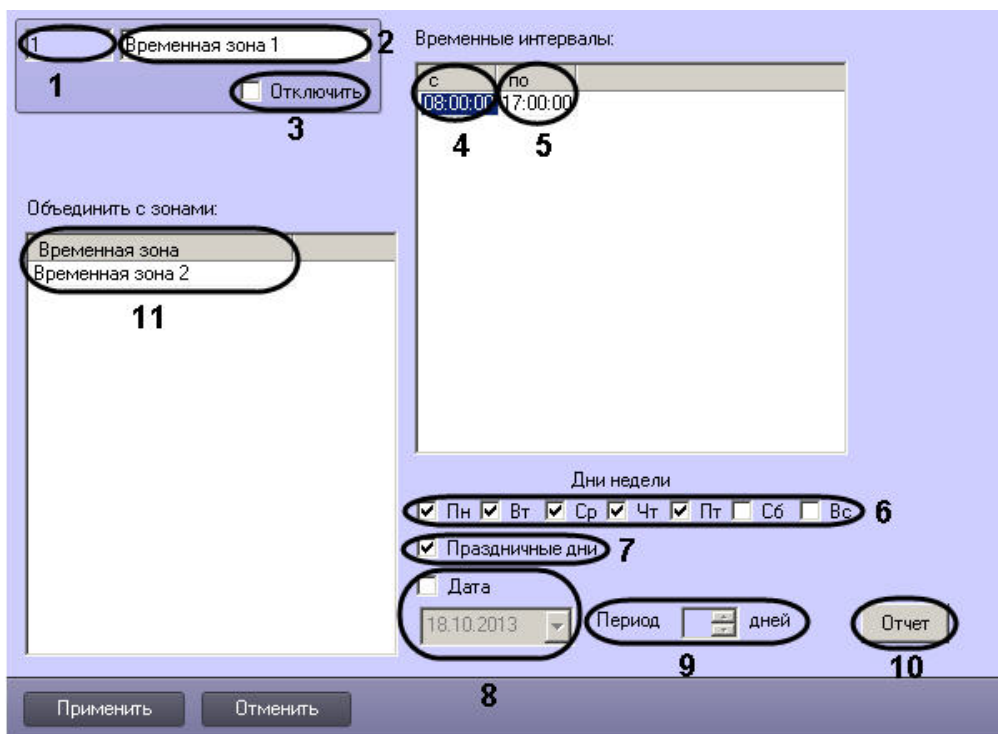 1 Временная зона 1 2
1
Отключить
3
Временные интервалы:
с по
08:00:00 17:00:00
4 5
Объединить с зонами:
Временная зона
Временная зона 2
11
Дни недели
Пн Вт Ср Чт Пт Сб Вс 6
Праздничные дни 7
Дата
18.10.2013
8
Период дней
9
Отчет
10
Применить Отменить